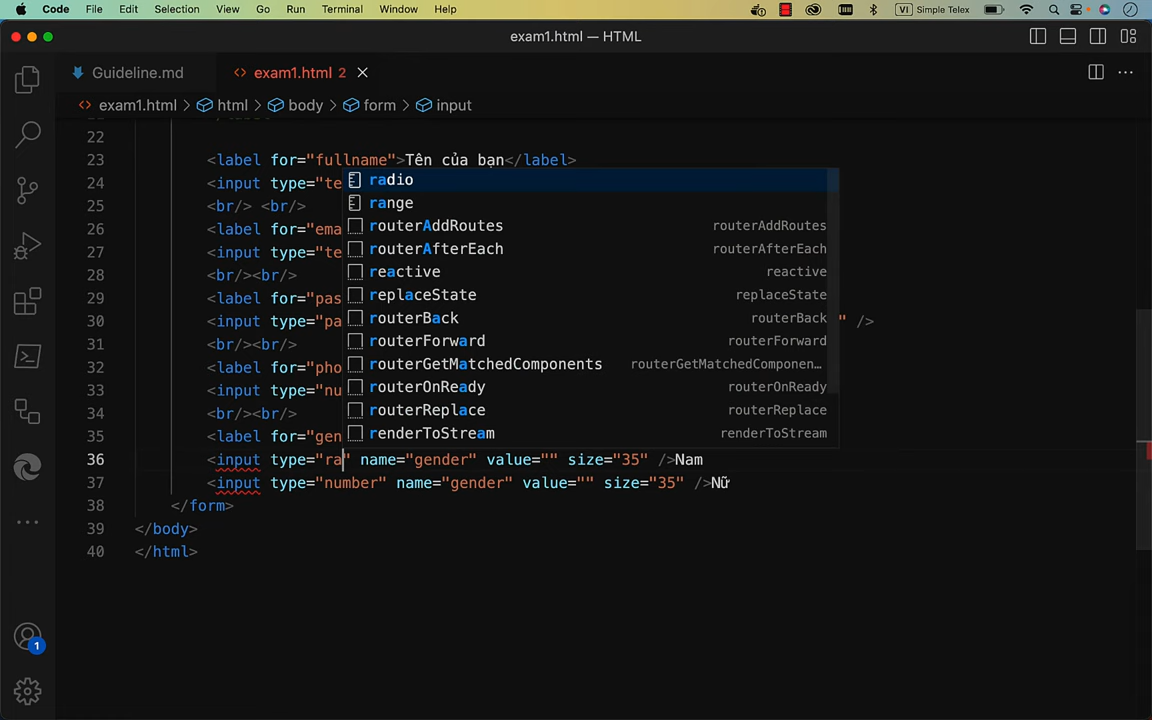 Code File Edit Selection View Go Run Terminal Window Help VI Simple Telex
exam1.html — HTML
Guideline.md <> exam1.html 2
<> exam1.html > html > body > form > input
22
23 <label for="fullname">Tên của bạn</label>
24 <input type="te
25 <br/> <br/>
26 <label for="ema
27 <input type="te
28 <br/><br/>
29 <label for="pas
30 <input type="pa " />
31 <br/><br/>
32 <label for="pho
33 <input type="nu
34 <br/><br/>
35 <label for="gen
radio
range
routerAddRoutes routerAddRoutes
routerAfterEach routerAfterEach
reactive reactive
replaceState replaceState
routerBack routerBack
routerForward routerForward
routerGetMatchedComponents routerGetMatchedComponen…
routerOnReady routerOnReady
routerReplace routerReplace
renderToStream renderToStream
36 <input type="ra" name="gender" value="" size="35" />Nam
37 <input type="number" name="gender" value="" size="35" />Nữ
38 </form>
39 </body>
40 </html>
1